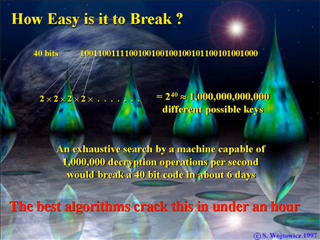 How Easy is it to Break ?
40 bits 1001100111100100100100100101100101001000
2 × 2 × 2 × 2 × . . . . . . . = 2⁴⁰ ≈ 1,000,000,000,000
different possible keys
An exhaustive search by a machine capable of
1,000,000 decryption operations per second
would break a 40 bit code in about 6 days
The best algorithms crack this in under an hour
© S. Wojtowicz 1997